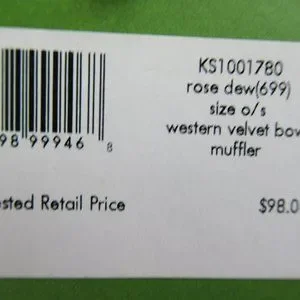 KS1001780
rose dew(699)
size o/s
western velvet bow
muffler
98 99946 8
ested Retail Price
$98.0